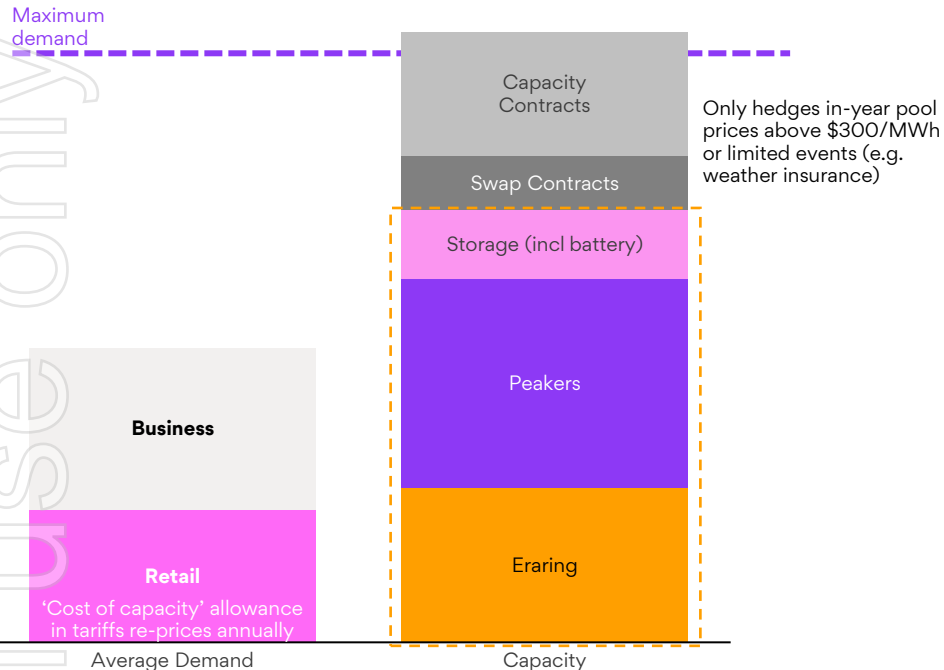 Maximum
demand
Capacity
Contracts
Only hedges in-year pool
prices above $300/MWh
or limited events (e.g.
weather insurance)
Swap Contracts
Storage (incl battery)
Peakers
Business
Eraring
Retail
‘Cost of capacity’ allowance
in tariffs re-prices annually
Average Demand
Capacity
use only